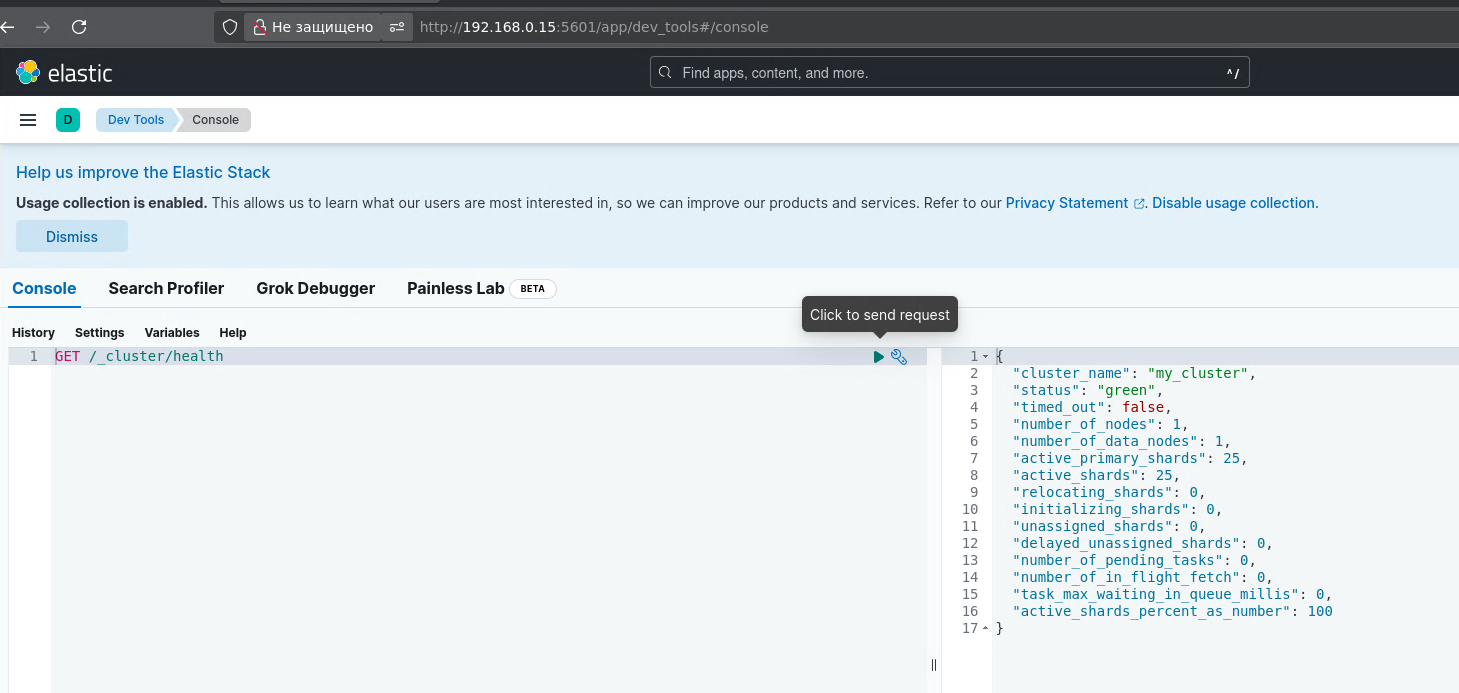 Не защищено http://192.168.0.15:5601/app/dev_tools#/console
elastic Find apps, content, and more. ^/
D Dev Tools Console
Help us improve the Elastic Stack
Usage collection is enabled. This allows us to learn what our users are most interested in, so we can improve our products and services. Refer to our Privacy Statement. Disable usage collection.
Dismiss
Console Search Profiler Grok Debugger Painless Lab BETA
Click to send request
History Settings Variables Help
1 GET /_cluster/health
1 {
2 "cluster_name": "my_cluster",
3 "status": "green",
4 "timed_out": false,
5 "number_of_nodes": 1,
6 "number_of_data_nodes": 1,
7 "active_primary_shards": 25,
8 "active_shards": 25,
9 "relocating_shards": 0,
10 "initializing_shards": 0,
11 "unassigned_shards": 0,
12 "delayed_unassigned_shards": 0,
13 "number_of_pending_tasks": 0,
14 "number_of_in_flight_fetch": 0,
15 "task_max_waiting_in_queue_millis": 0,
16 "active_shards_percent_as_number": 100
17 }